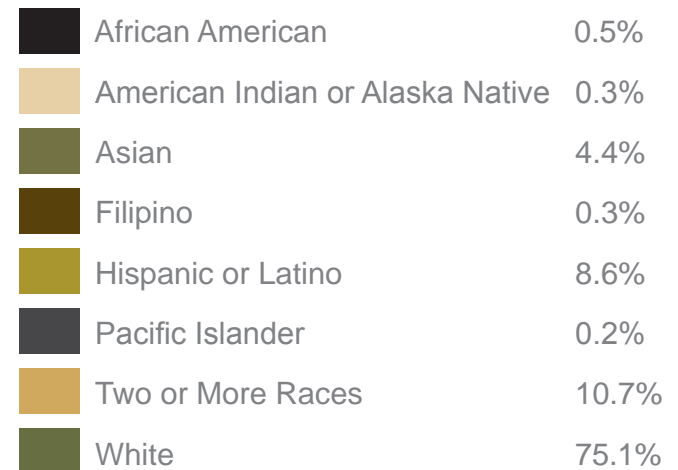 African American 0.5%
American Indian or Alaska Native 0.3%
Asian 4.4%
Filipino 0.3%
Hispanic or Latino 8.6%
Pacific Islander 0.2%
Two or More Races 10.7%
White 75.1%